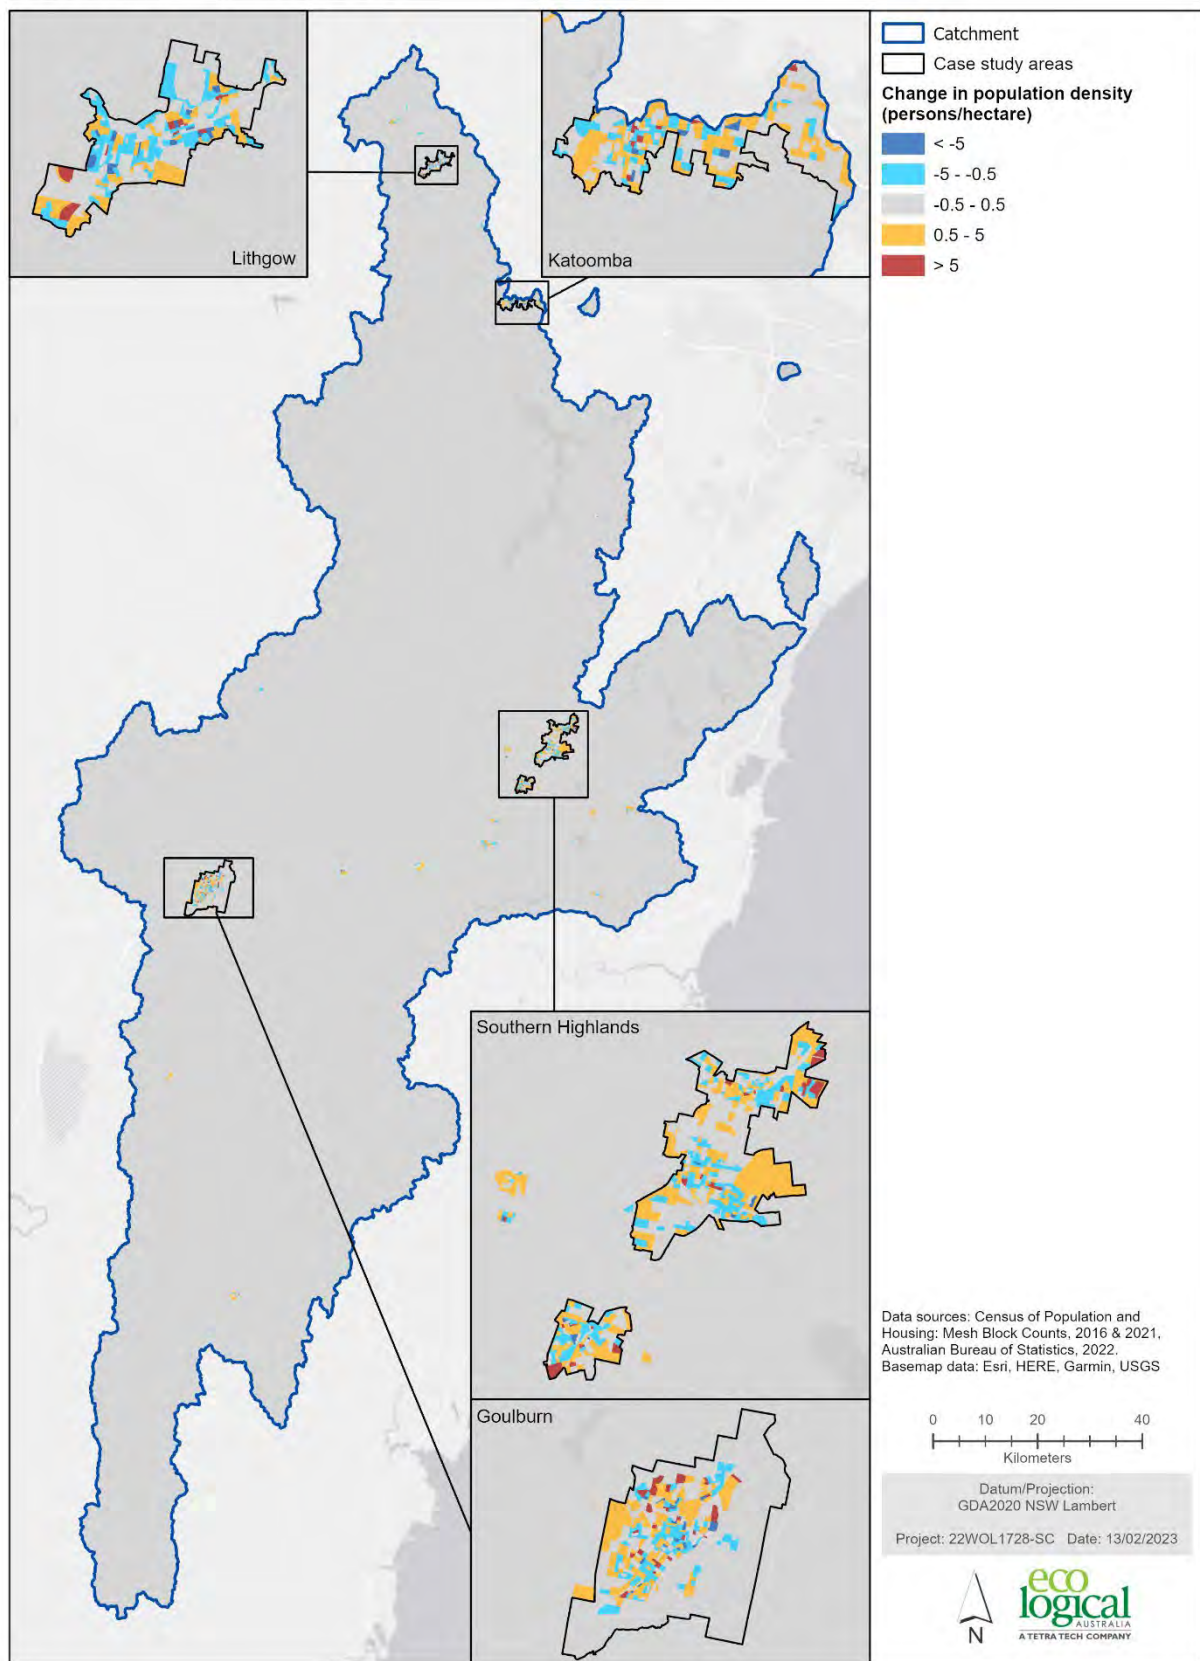 Lithgow
Katoomba
Catchment
Case study areas
Change in population density
(persons/hectare)
< -5
-5 - -0.5
-0.5 - 0.5
0.5 - 5
> 5
Southern Highlands
Goulburn
Data sources: Census of Population and
Housing: Mesh Block Counts, 2016 & 2021,
Australian Bureau of Statistics, 2022.
Basemap data: Esri, HERE, Garmin, USGS
0 10 20 40
Kilometers
Datum/Projection:
GDA2020 NSW Lambert
Project: 22WOL1728-SC Date: 13/02/2023
N
eco
logical
AUSTRALIA
A TETRA TECH COMPANY